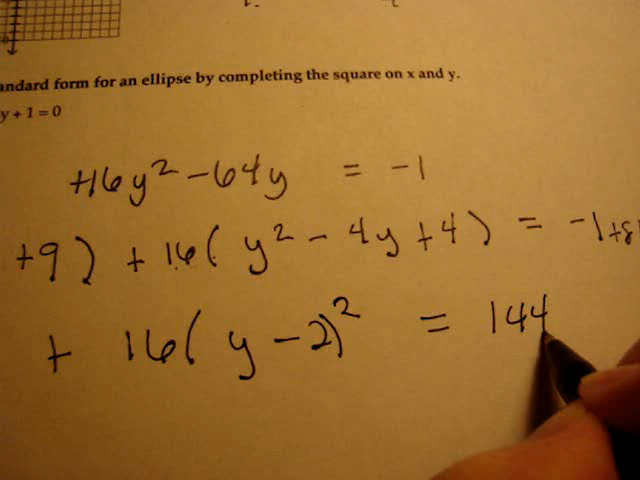 andard form for an ellipse by completing the square on x and y.
y + 1 = 0
+16y² - 64y = -1
+9) + 16(y² - 4y + 4) = -1 +81
+ 16(y - 2)² = 144